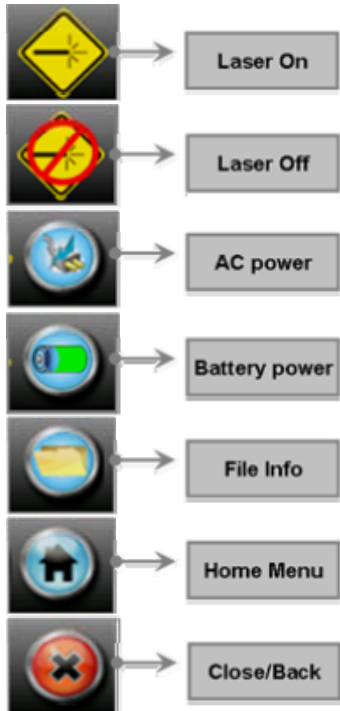 Laser On
Laser Off
AC power
Battery power
File Info
Home Menu
Close/Back